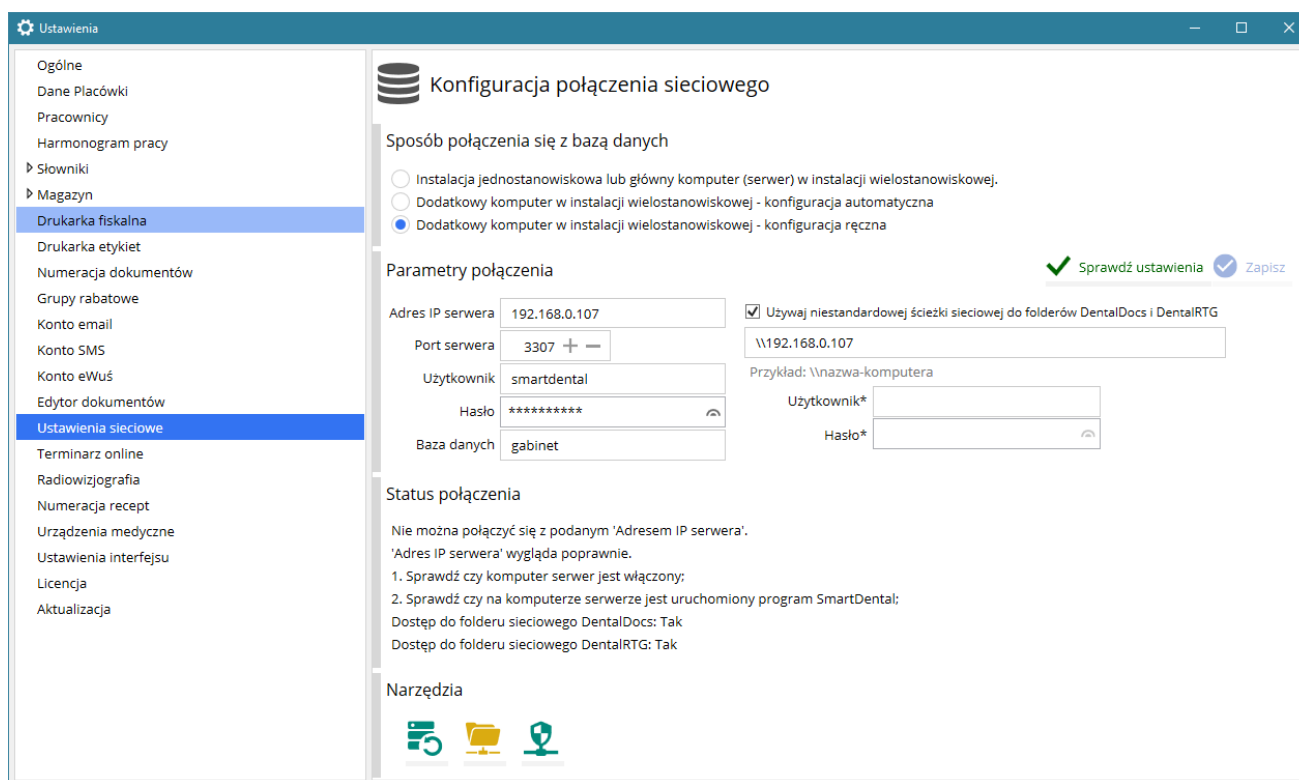 Ustawienia
Ogólne
Dane Placówki
Pracownicy
Harmonogram pracy
Słowniki
Magazyn
Drukarka fiskalna
Drukarka etykiet
Numeracja dokumentów
Grupy rabatowe
Konto email
Konto SMS
Konto eWuś
Edytor dokumentów
Ustawienia sieciowe
Terminarz online
Radiowizjografia
Numeracja recept
Urządzenia medyczne
Ustawienia interfejsu
Licencja
Aktualizacja
Konfiguracja połączenia sieciowego
Sposób połączenia się z bazą danych
Instalacja jednostanowiskowa lub główny komputer (serwer) w instalacji wielostanowiskowej.
Dodatkowy komputer w instalacji wielostanowiskowej - konfiguracja automatyczna
Dodatkowy komputer w instalacji wielostanowiskowej - konfiguracja ręczna
Parametry połączenia
Sprawdź ustawienia Zapisz
Adres IP serwera 192.168.0.107
Port serwera 3307
Użytkownik smartdental
Hasło **********
Baza danych gabinet
Używaj niestandardowej ścieżki sieciowej do folderów DentalDocs i DentalRTG
\\192.168.0.107
Przykład: \\nazwa-komputera
Użytkownik*
Hasło*
Status połączenia
Nie można połączyć się z podanym 'Adresem IP serwera'.
'Adres IP serwera' wygląda poprawnie.
1. Sprawdź czy komputer serwer jest włączony;
2. Sprawdź czy na komputerze serwerze jest uruchomiony program SmartDental;
Dostęp do folderu sieciowego DentalDocs: Tak
Dostęp do folderu sieciowego DentalRTG: Tak
Narzędzia